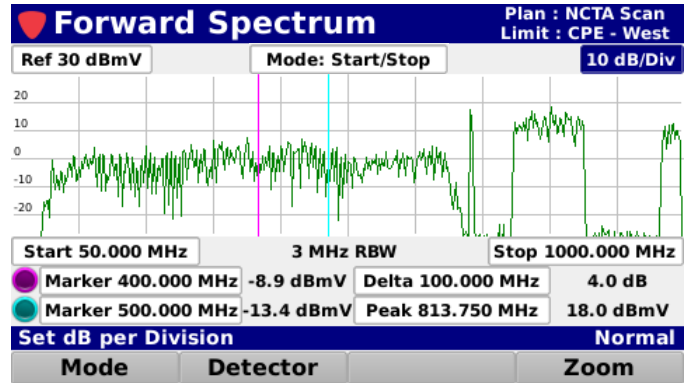 Forward Spectrum
Plan : NCTA Scan
Limit : CPE - West
Ref 30 dBmV Mode: Start/Stop 10 dB/Div
20
10
0
-10
-20
Start 50.000 MHz 3 MHz RBW Stop 1000.000 MHz
Marker 400.000 MHz -8.9 dBmV Delta 100.000 MHz 4.0 dB
Marker 500.000 MHz -13.4 dBmV Peak 813.750 MHz 18.0 dBmV
Set dB per Division Normal
Mode Detector Zoom